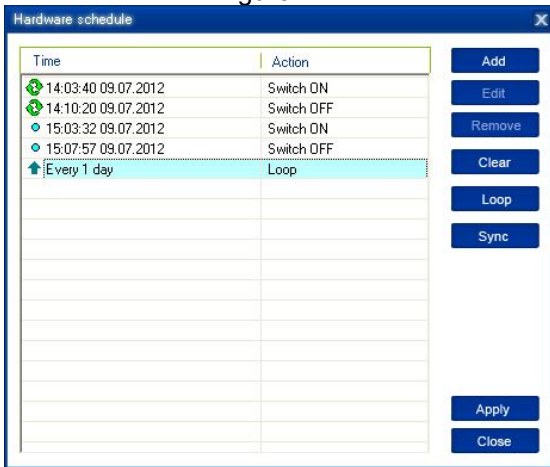 Hardware schedule
Time Action
14:03:40 09.07.2012 Switch ON
14:10:20 09.07.2012 Switch OFF
15:03:32 09.07.2012 Switch ON
15:07:57 09.07.2012 Switch OFF
Every 1 day Loop
Add
Edit
Remove
Clear
Loop
Sync
Apply
Close